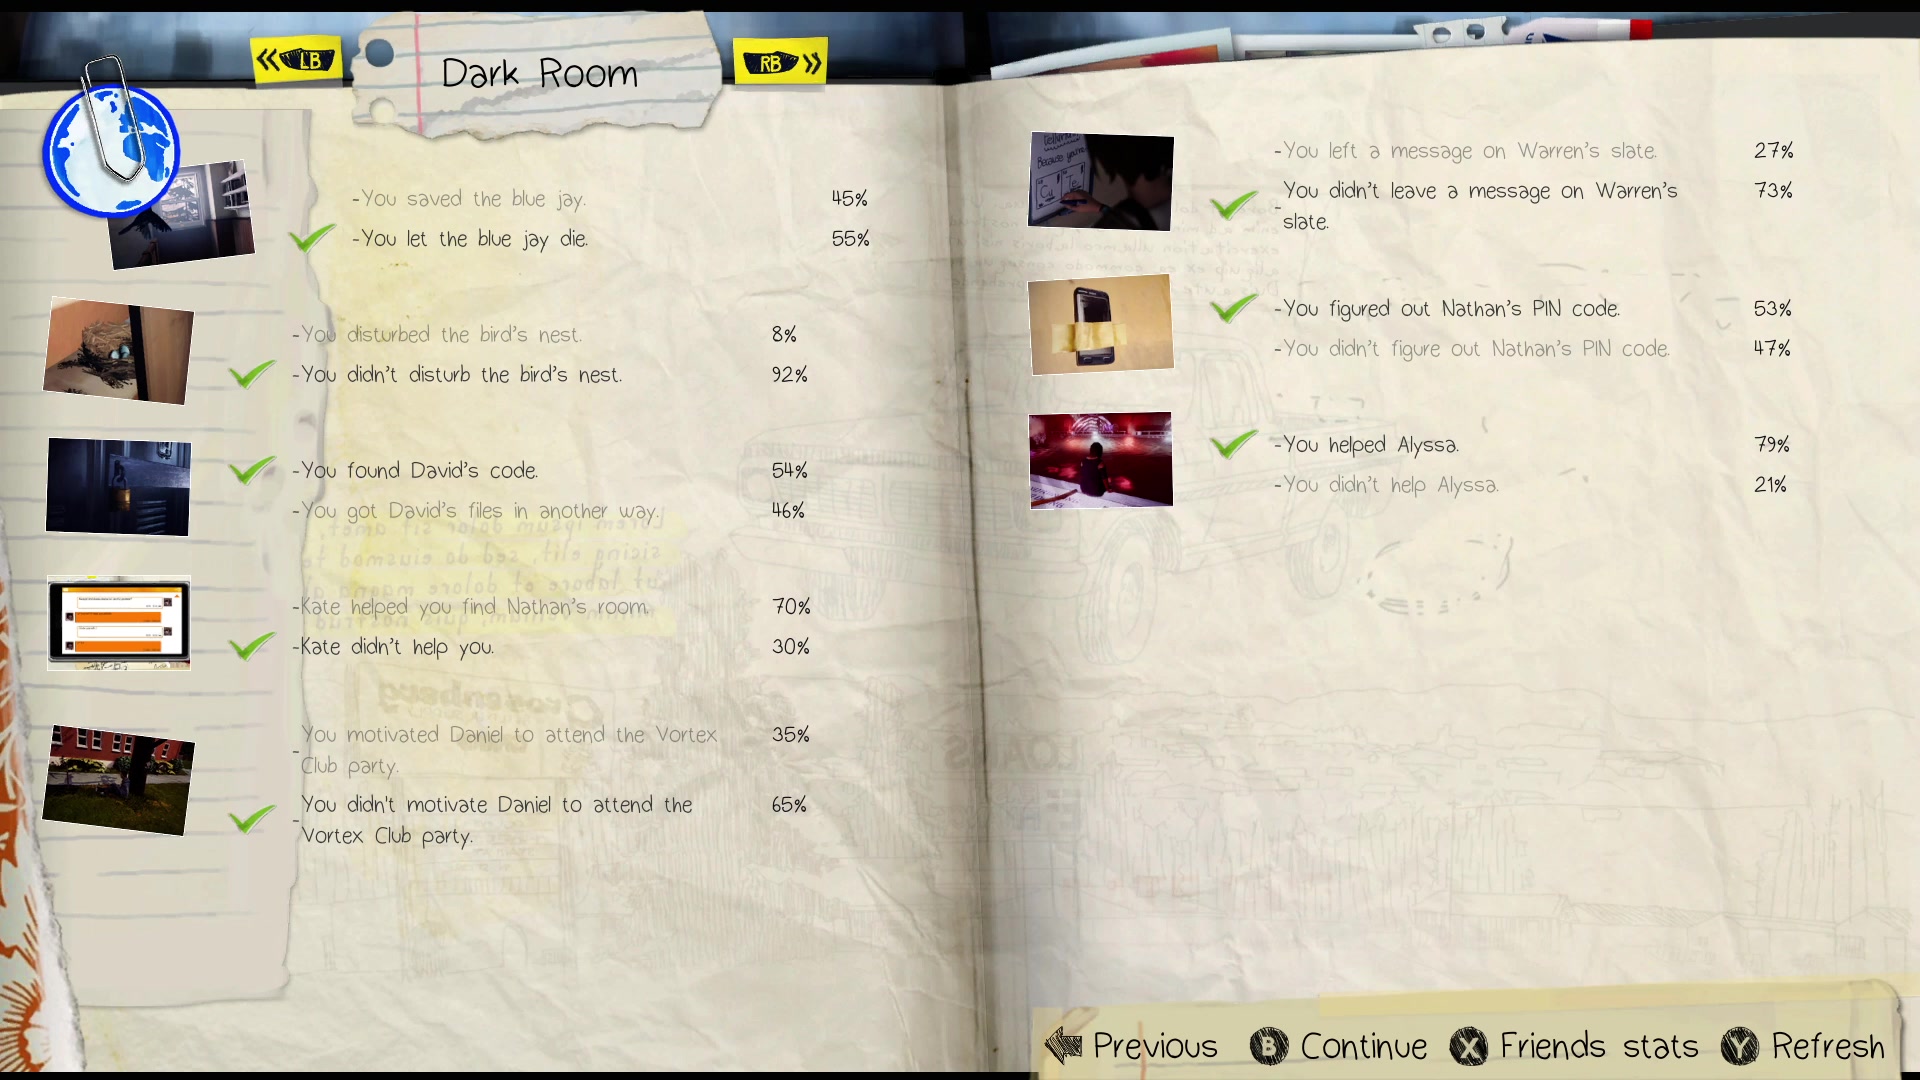 LB
Dark Room
RB
-You saved the blue jay. 45%
-You let the blue jay die. 55%
-You disturbed the bird's nest. 8%
-You didn't disturb the bird's nest. 92%
-You found David's code. 54%
-You got David's files in another way. 46%
-Kate helped you find Nathan's room. 70%
-Kate didn't help you. 30%
-You motivated Daniel to attend the Vortex 35%
Club party.
-You didn't motivate Daniel to attend the 65%
Vortex Club party.
-You left a message on Warren's slate. 27%
-You didn't leave a message on Warren's 73%
slate.
-You figured out Nathan's PIN code. 53%
-You didn't figure out Nathan's PIN code. 47%
-You helped Alyssa. 79%
-You didn't help Alyssa. 21%
Previous B Continue X Friends stats Y Refresh